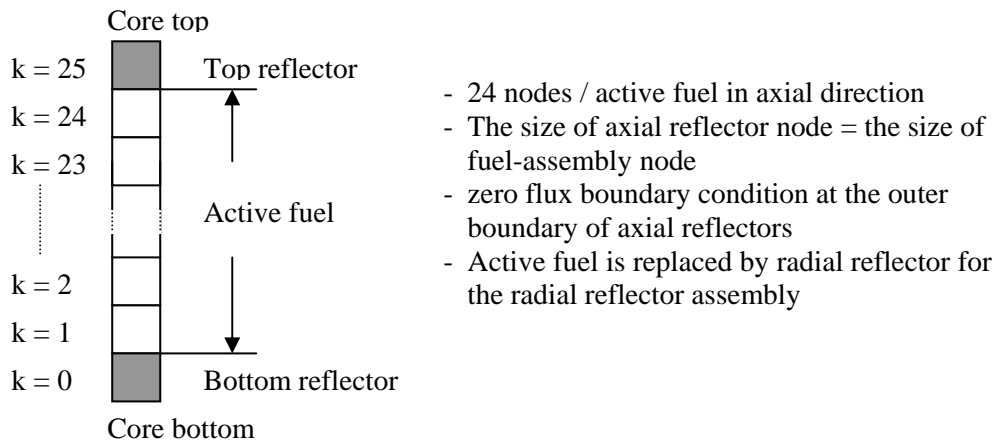 Core top
k = 25
Top reflector
k = 24
k = 23
Active fuel
k = 2
k = 1
k = 0
Bottom reflector
Core bottom
- 24 nodes / active fuel in axial direction
- The size of axial reflector node = the size of
fuel-assembly node
- zero flux boundary condition at the outer
boundary of axial reflectors
- Active fuel is replaced by radial reflector for
the radial reflector assembly